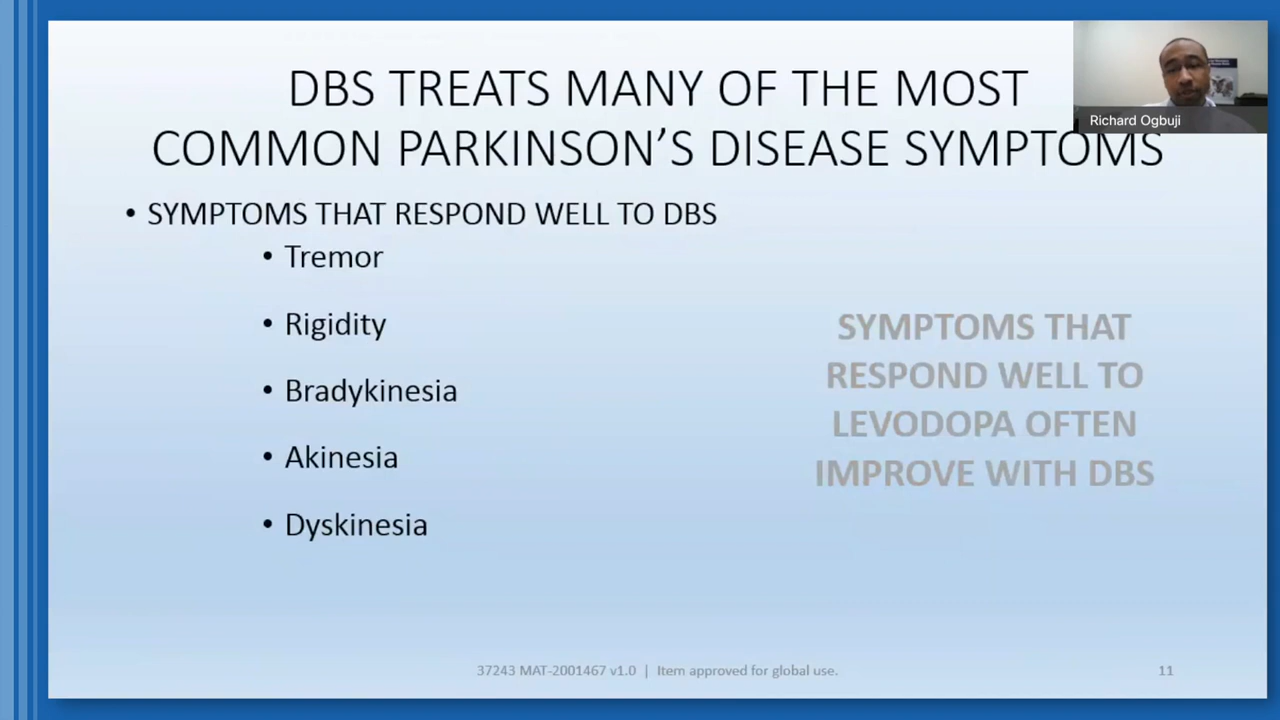 DBS TREATS MANY OF THE MOST
COMMON PARKINSON’S DISEASE SYMPTOMS
Richard Ogbuji
• SYMPTOMS THAT RESPOND WELL TO DBS
• Tremor
• Rigidity
• Bradykinesia
• Akinesia
• Dyskinesia
SYMPTOMS THAT
RESPOND WELL TO
LEVODOPA OFTEN
IMPROVE WITH DBS
37243 MAT-2001467 v1.0 | Item approved for global use.
11